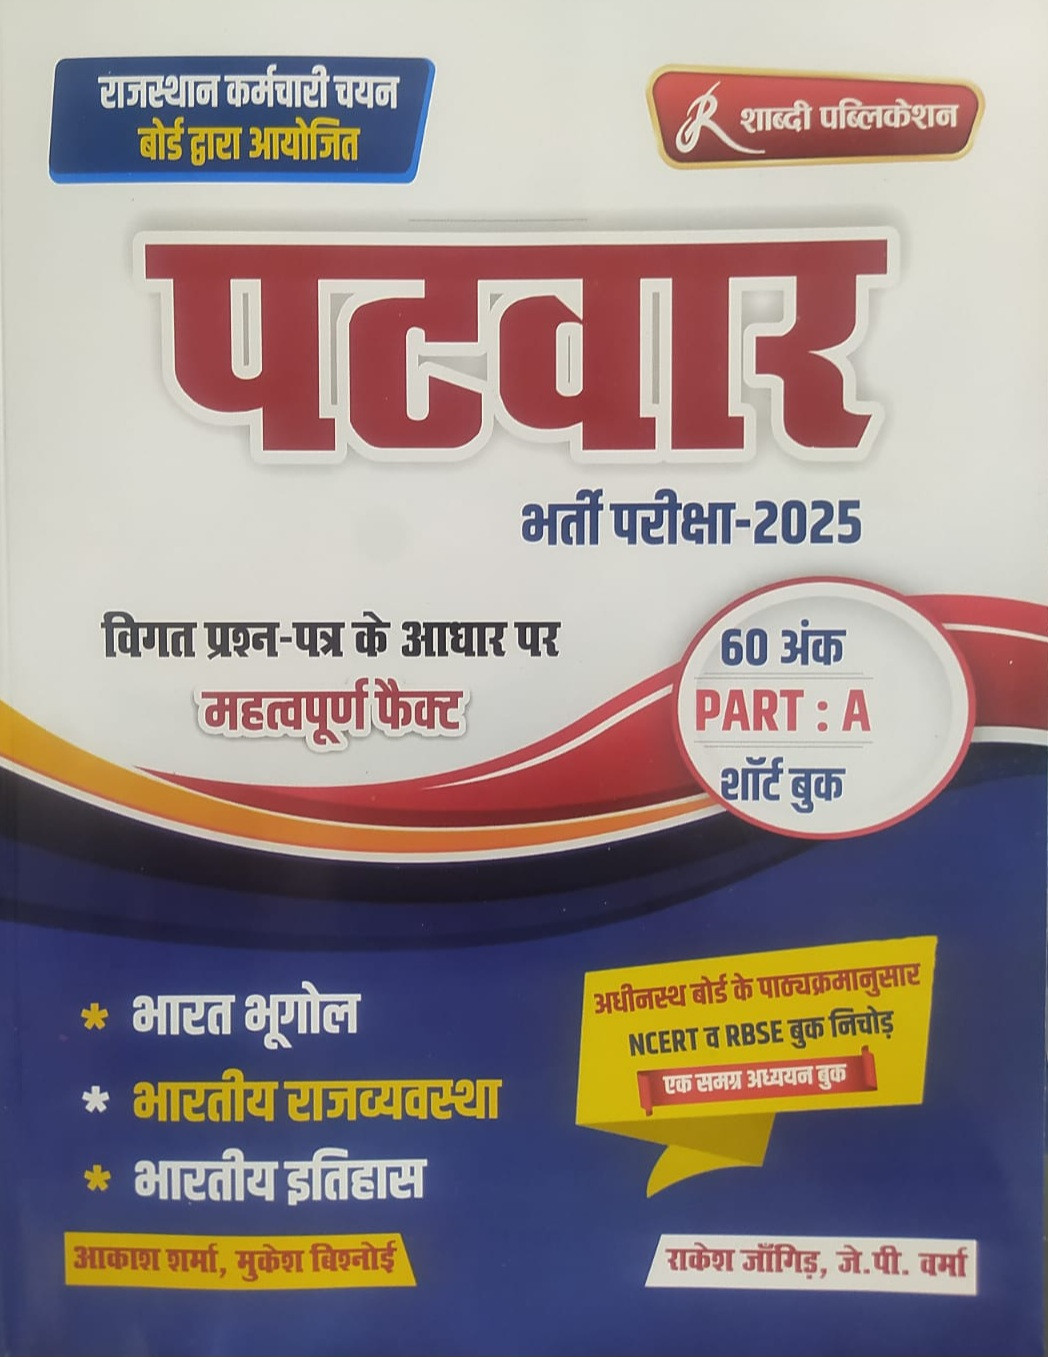 राजस्थान कर्मचारी चयन
बोर्ड द्वारा आयोजित
R शाब्दी पब्लिकेशन
पटवार
भर्ती परीक्षा-2025
विगत प्रश्न-पत्र के आधार पर
महत्वपूर्ण फैक्ट
60 अंक
PART : A
शॉर्ट बुक
* भारत भूगोल
* भारतीय राजव्यवस्था
* भारतीय इतिहास
अधीनस्थ बोर्ड के पाठ्यक्रमानुसार
NCERT व RBSE बुक निचोड़
एक समग्र अध्ययन बुक
आकाश शर्मा, मुकेश बिश्नोई
राकेश जाँगिड़, जे.पी. वर्मा